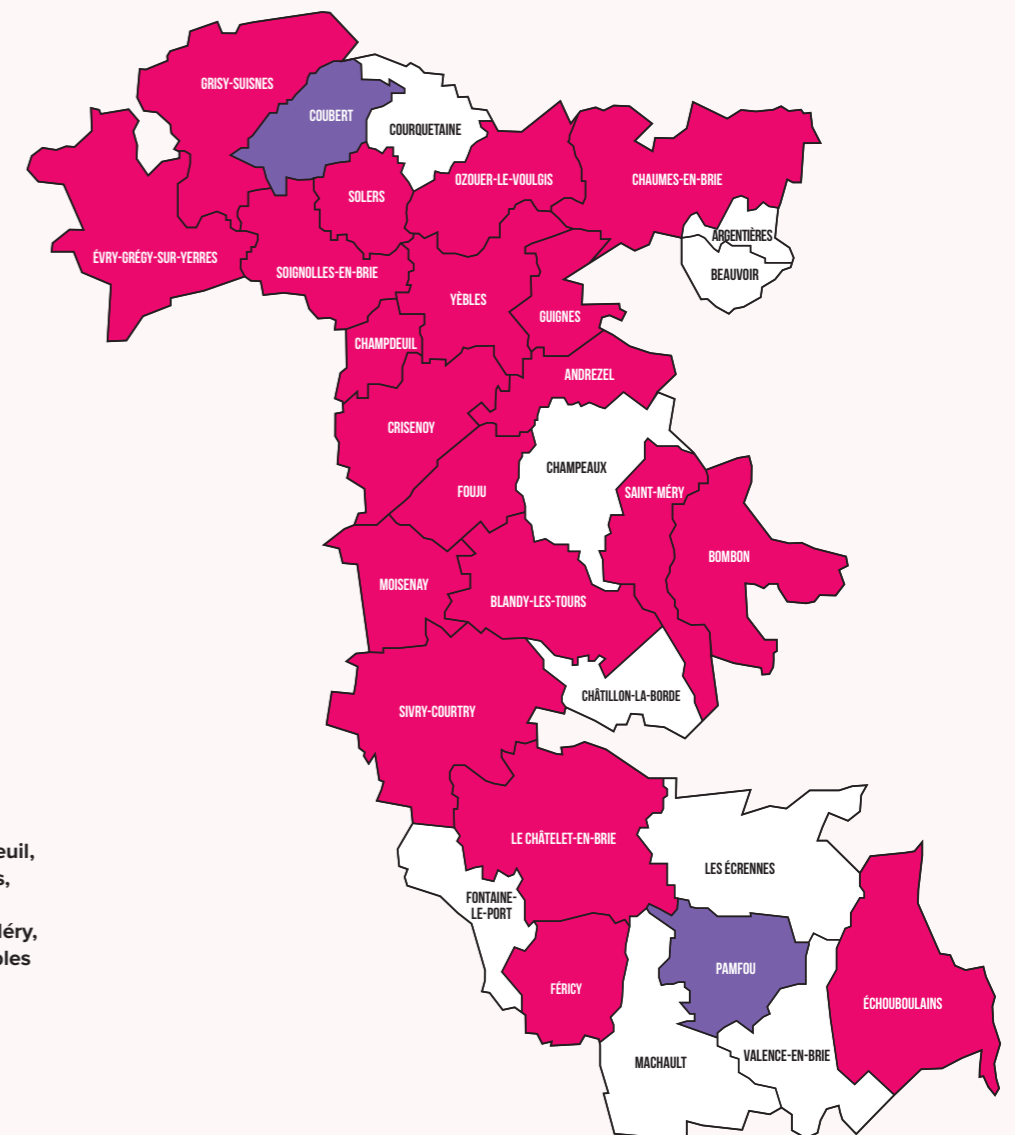 GRISY-SUISNES
COUBERT
COURQUETAINE
SOLERS
OZOUER-LE-VOULGIS
CHAUMES-EN-BRIE
ARGENTIÈRES
BEAUVOIR
ÉVRY-GRÉGY-SUR-YERRES
SOIGNOLLES-EN-BRIE
YÈBLES
GUIGNES
CHAMPDEUIL
ANDREZEL
CRISENOY
CHAMPEAUX
FOUJU
SAINT-MÉRY
BOMBON
MOISENAY
BLANDY-LES-TOURS
CHÂTILLON-LA-BORDE
SIVRY-COURTRY
LE CHÂTELET-EN-BRIE
LES ÉCRENNES
FONTAINE-
LE-PORT
PAMFOU
FÉRICY
ÉCHOUBOULAINS
MACHAULT
VALENCE-EN-BRIE